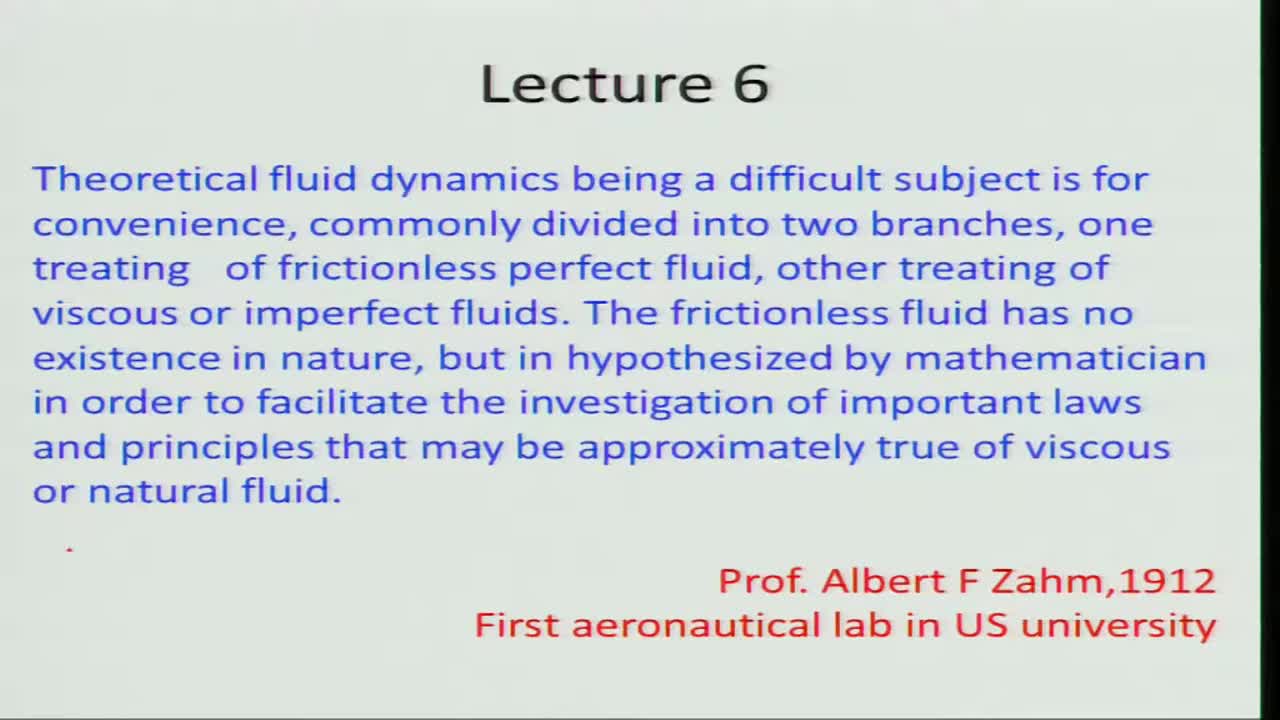 Lecture 6
Theoretical fluid dynamics being a difficult subject is for
convenience, commonly divided into two branches, one
treating of frictionless perfect fluid, other treating of
viscous or imperfect fluids. The frictionless fluid has no
existence in nature, but in hypothesized by mathematician
in order to facilitate the investigation of important laws
and principles that may be approximately true of viscous
or natural fluid.
Prof. Albert F Zahm,1912
First aeronautical lab in US university